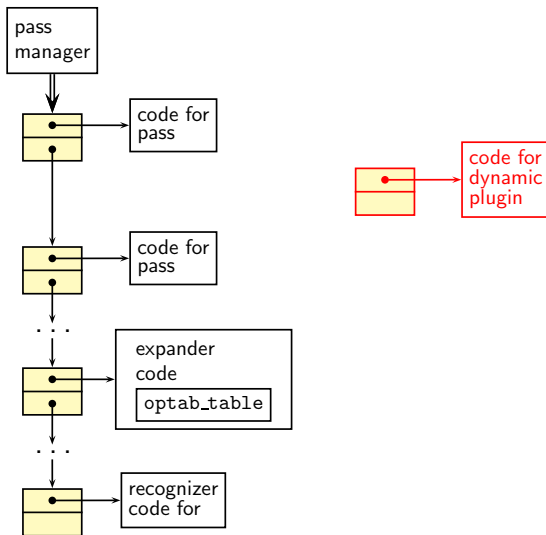 pass
manager
code for
pass
code for
dynamic
plugin
code for
pass
. . .
expander
code
optab_table
. . .
recognizer
code for